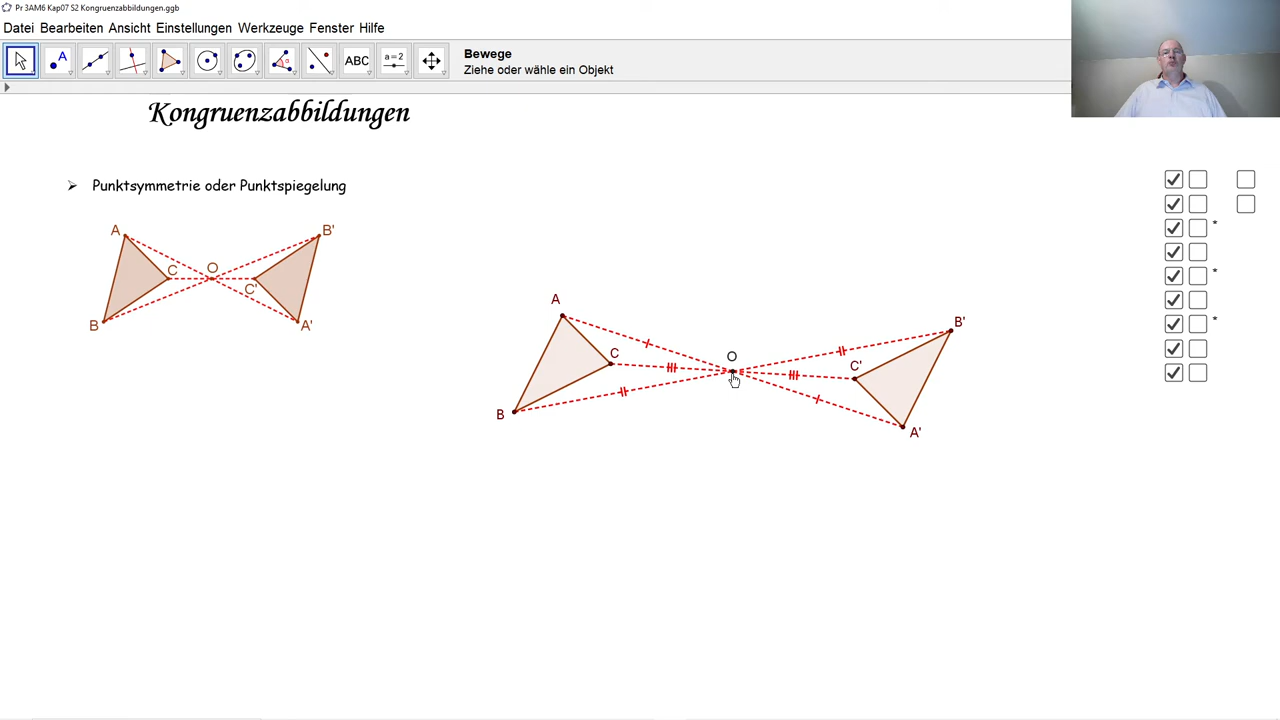 Pr 3AM6 Kap07 S2 Kongruenzabbildungen.ggb
Datei Bearbeiten Ansicht Einstellungen Werkzeuge Fenster Hilfe
A α ABC a=2
Bewege
Ziehe oder wähle ein Objekt
Kongruenzabbildungen
➢ Punktsymmetrie oder Punktspiegelung
A B'
C O
C'
B A'
A
B'
C O
C'
B
A'
*
*
*